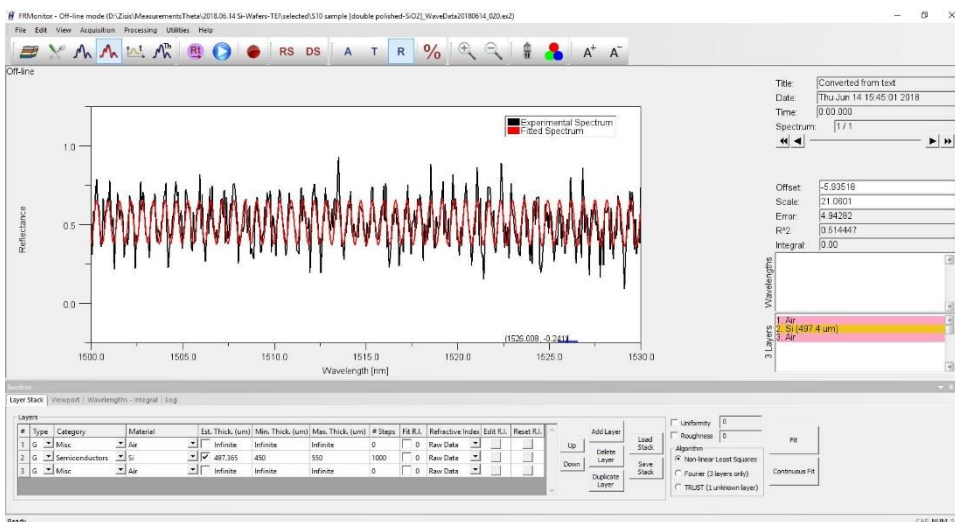 FRMonitor - Off-line mode (D:\Zisis\MeasurementsTheta\2018.06.14 Si-Wafers-TEI\selected\S10 sample [double polished-SiO2]_WaveData20180614_020.ex2)
File Edit View Acquisition Processing Utilities Help
Th Rt RS DS A T R % A+ A-
Off-line
Title: Converted from text
Date: Thu Jun 14 15:45:01 2018
Time: 0:00.000
Spectrum: 1 / 1
Experimental Spectrum
Fitted Spectrum
1.0
0.5
0.0
Reflectance
(1526.008, -0.241)
1500.0 1505.0 1510.0 1515.0 1520.0 1525.0 1530.0
Wavelength [nm]
Offset -5.93518
Scale: 21.0601
Error: 4.94282
R^2: 0.514447
Integral: 0.00
Wavelengths
3 Layers
1. Air
2. Si (497.4 um)
3. Air
Toolbox
Layer Stack Viewport Wavelengths - Integral Log
Layers
# Type Category Material Est. Thick. (um) Min. Thick. (um) Max. Thick. (um) # Steps Fit R.I. Refractive Index Edit R.I. Reset R.I.
1 G Misc Air Infinite Infinite Infinite 0 0 Raw Data
2 G Semiconductors Si 497.365 450 550 1000 0 Raw Data
3 G Misc Air Infinite Infinite Infinite 0 0 Raw Data
Up
Down
Add Layer
Delete Layer
Duplicate Layer
Load Stack
Save Stack
Uniformity 0
Roughness 0
Algorithm
Non-linear Least Squares
Fourier (3 layers only)
TRUST (1 unknown layer)
Fit
Continuous Fit
Ready
CAP NUM